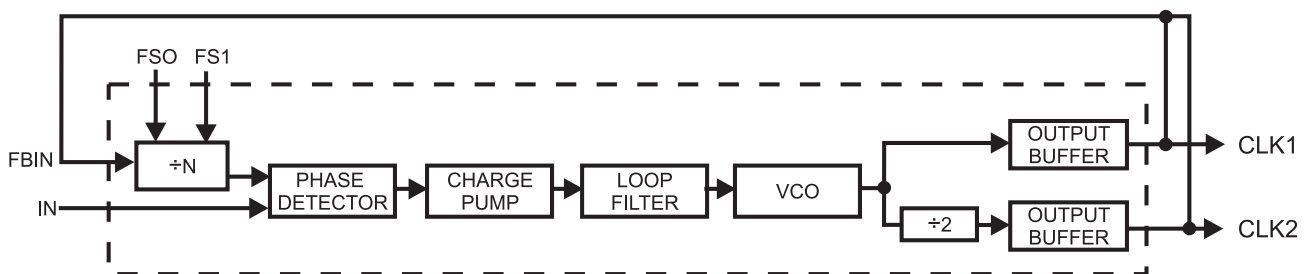 FSO FS1
FBIN
÷N
IN
PHASE
DETECTOR
CHARGE
PUMP
LOOP
FILTER
VCO
÷2
OUTPUT
BUFFER
CLK1
OUTPUT
BUFFER
CLK2